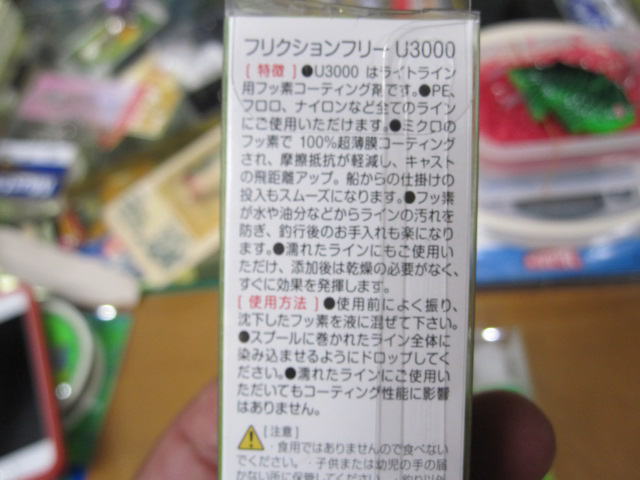 フリクションフリー U3000
[ 特徴 ] ●U3000 はライトライン
用フッ素コーティング剤です。●PE、
フロロ、ナイロンなど全てのライン
にご使用いただけます。●ミクロの
フッ素で 100%超薄膜コーティング
され、摩擦抵抗が軽減し、キャスト
の飛距離アップ。船からの仕掛けの
投入もスムーズになります。●フッ素
が水や油分などからラインの汚れを
防ぎ、釣行後のお手入れも楽になり
ます。●濡れたラインにもご使用い
ただけ、添加後は乾燥の必要がなく、
すぐに効果を発揮します。
[ 使用方法 ] ●使用前によく振り、
沈下したフッ素を液に混ぜて下さい。
●スプールに巻かれたライン全体に
染み込ませるようにドロップしてく
ださい。●濡れたラインにご使用い
ただいてもコーティング性能に影響
はありません。
[注意]
・食用ではありませんので食べない
でください。・子供または幼児の手の届
かない所に保管してください。